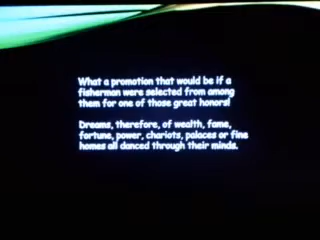 What a promotion that would be if a
fisherman were selected from among
them for one of those great honors!
Dreams, therefore, of wealth, fame,
fortune, power, chariots, palaces or fine
homes all danced through their minds.